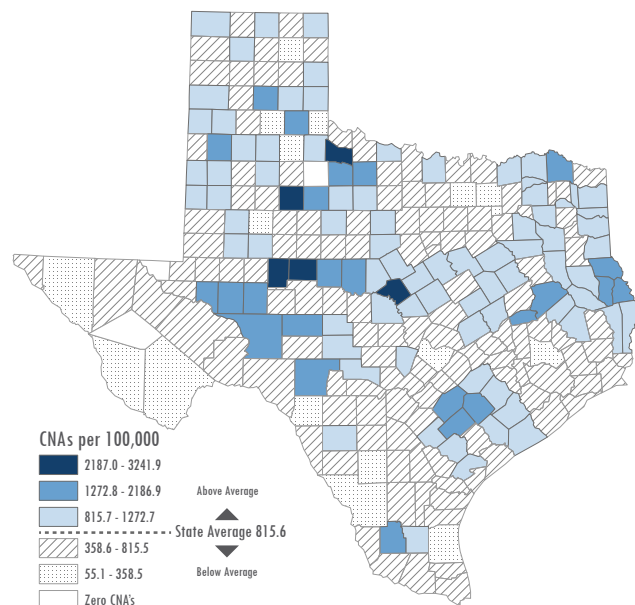 CNAs per 100,000
2187.0 - 3241.9
1272.8 - 2186.9
Above Average
815.7 - 1272.7
State Average 815.6
358.6 - 815.5
55.1 - 358.5
Below Average
Zero CNA's